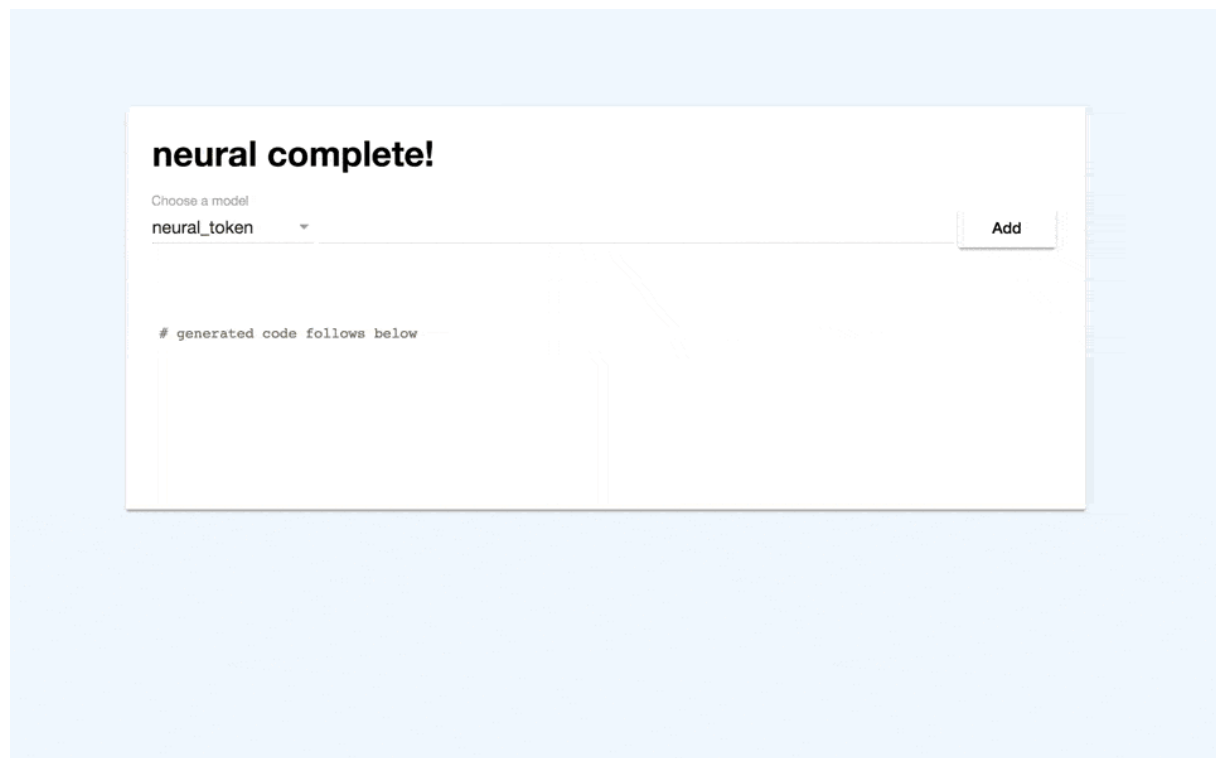 neural complete!
Choose a model
neural_token
Add
# generated code follows below